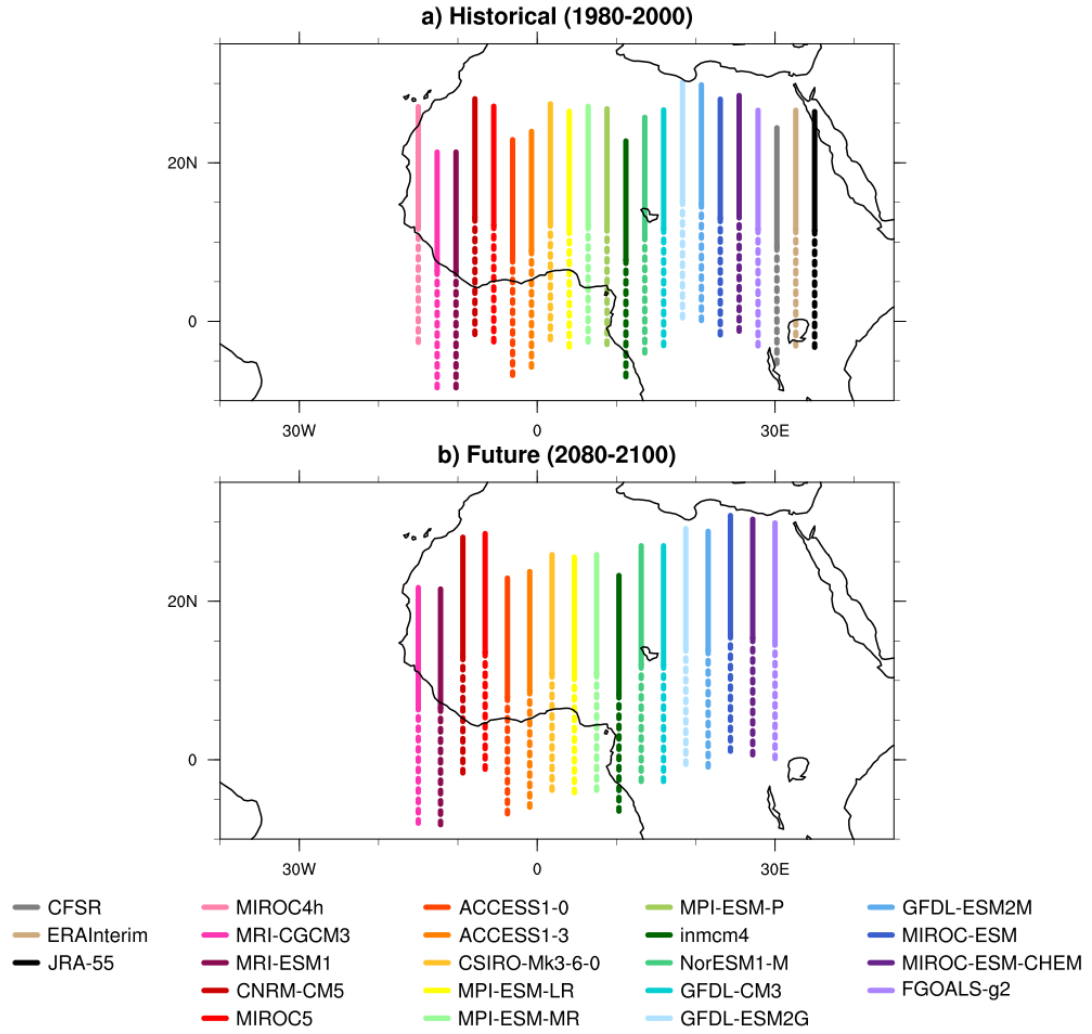 a) Historical (1980-2000)
20N
0
30W 0 30E
b) Future (2080-2100)
20N
0
30W 0 30E
CFSR MIROC4h ACCESS1-0 MPI-ESM-P GFDL-ESM2M
ERAInterim MRI-CGCM3 ACCESS1-3 inmcm4 MIROC-ESM
JRA-55 MRI-ESM1 CSIRO-Mk3-6-0 NorESM1-M MIROC-ESM-CHEM
CNRM-CM5 MPI-ESM-LR GFDL-CM3 FGOALS-g2
MIROC5 MPI-ESM-MR GFDL-ESM2G